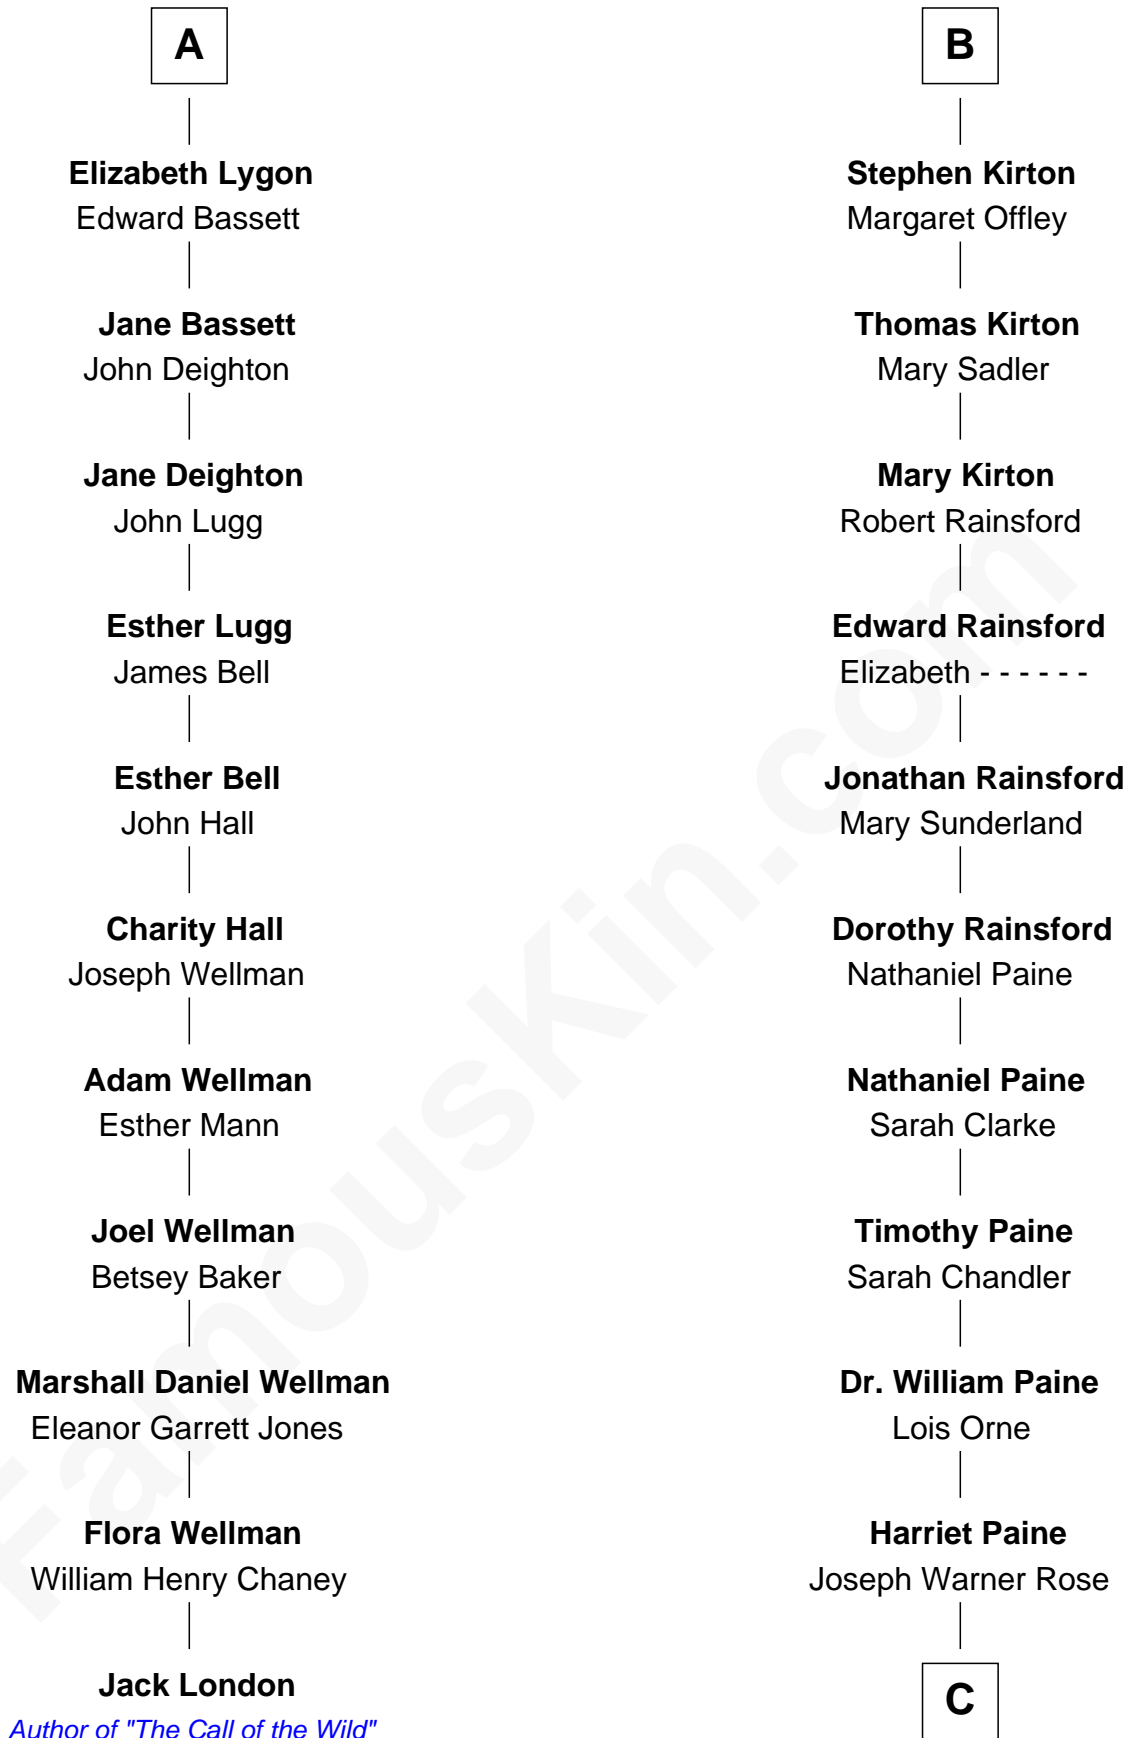 A
Elizabeth Lygon
Edward Bassett
Jane Bassett
John Deighton
Jane Deighton
John Lugg
Esther Lugg
James Bell
Esther Bell
John Hall
Charity Hall
Joseph Wellman
Adam Wellman
Esther Mann
Joel Wellman
Betsey Baker
Marshall Daniel Wellman
Eleanor Garrett Jones
Flora Wellman
William Henry Chaney
Jack London
Author of "The Call of the Wild"
B
Stephen Kirton
Margaret Offley
Thomas Kirton
Mary Sadler
Mary Kirton
Robert Rainsford
Edward Rainsford
Elizabeth - - - - - -
Jonathan Rainsford
Mary Sunderland
Dorothy Rainsford
Nathaniel Paine
Nathaniel Paine
Sarah Clarke
Timothy Paine
Sarah Chandler
Dr. William Paine
Lois Orne
Harriet Paine
Joseph Warner Rose
C
FamousKin.com